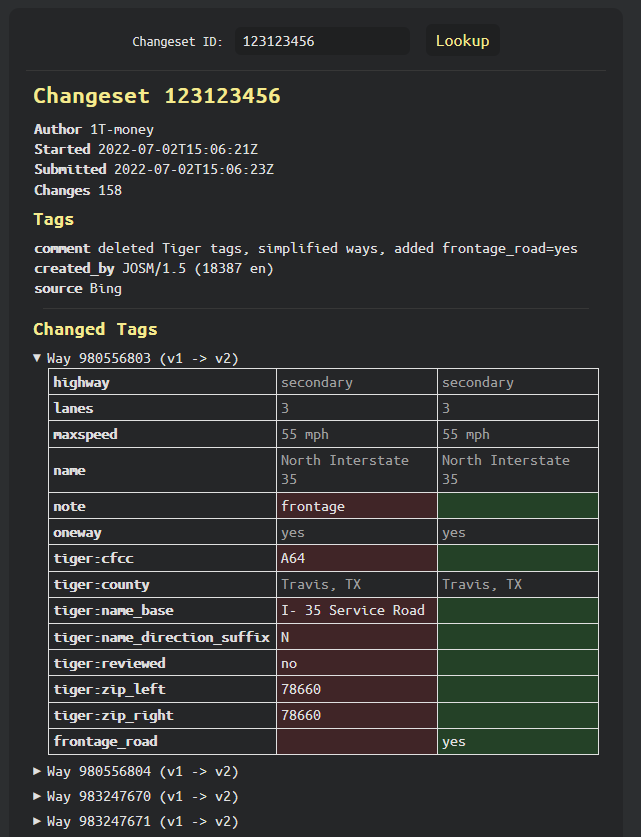 Changeset ID: 123123456 Lookup
Changeset 123123456
Author 1T-money
Started 2022-07-02T15:06:21Z
Submitted 2022-07-02T15:06:23Z
Changes 158
Tags
comment deleted Tiger tags, simplified ways, added frontage_road=yes
created_by JOSM/1.5 (18387 en)
source Bing
Changed Tags
▼ Way 980556803 (v1 -> v2)
highway secondary secondary
lanes 3 3
maxspeed 55 mph 55 mph
name North Interstate 35 North Interstate 35
note frontage
oneway yes yes
tiger:cfcc A64
tiger:county Travis, TX Travis, TX
tiger:name_base I- 35 Service Road
tiger:name_direction_suffix N
tiger:reviewed no
tiger:zip_left 78660
tiger:zip_right 78660
frontage_road yes
▶ Way 980556804 (v1 -> v2)
▶ Way 983247670 (v1 -> v2)
▶ Way 983247671 (v1 -> v2)